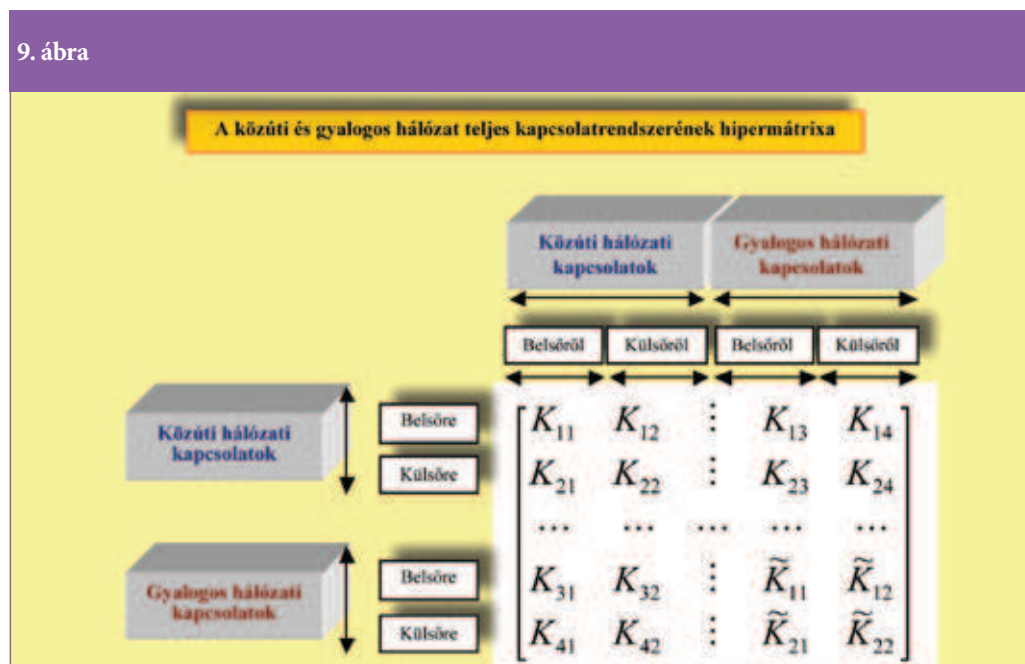 9. ábra
A közúti és gyalogos hálózat teljes kapcsolatrendszerének hipermátrixa
Közúti hálózati
kapcsolatok
Gyalogos hálózati
kapcsolatok
Belsőről Külsőről Belsőről Külsőről
Közúti hálózati
kapcsolatok
Belsőre
Külsőre
K₁₁ K₁₂ ⋮ K₁₃ K₁₄
K₂₁ K₂₂ ⋮ K₂₃ K₂₄
... ... ... ... ...
Gyalogos hálózati
kapcsolatok
Belsőre
Külsőre
K₃₁ K₃₂ ⋮ K̃₁₁ K̃₁₂
K₄₁ K₄₂ ⋮ K̃₂₁ K̃₂₂